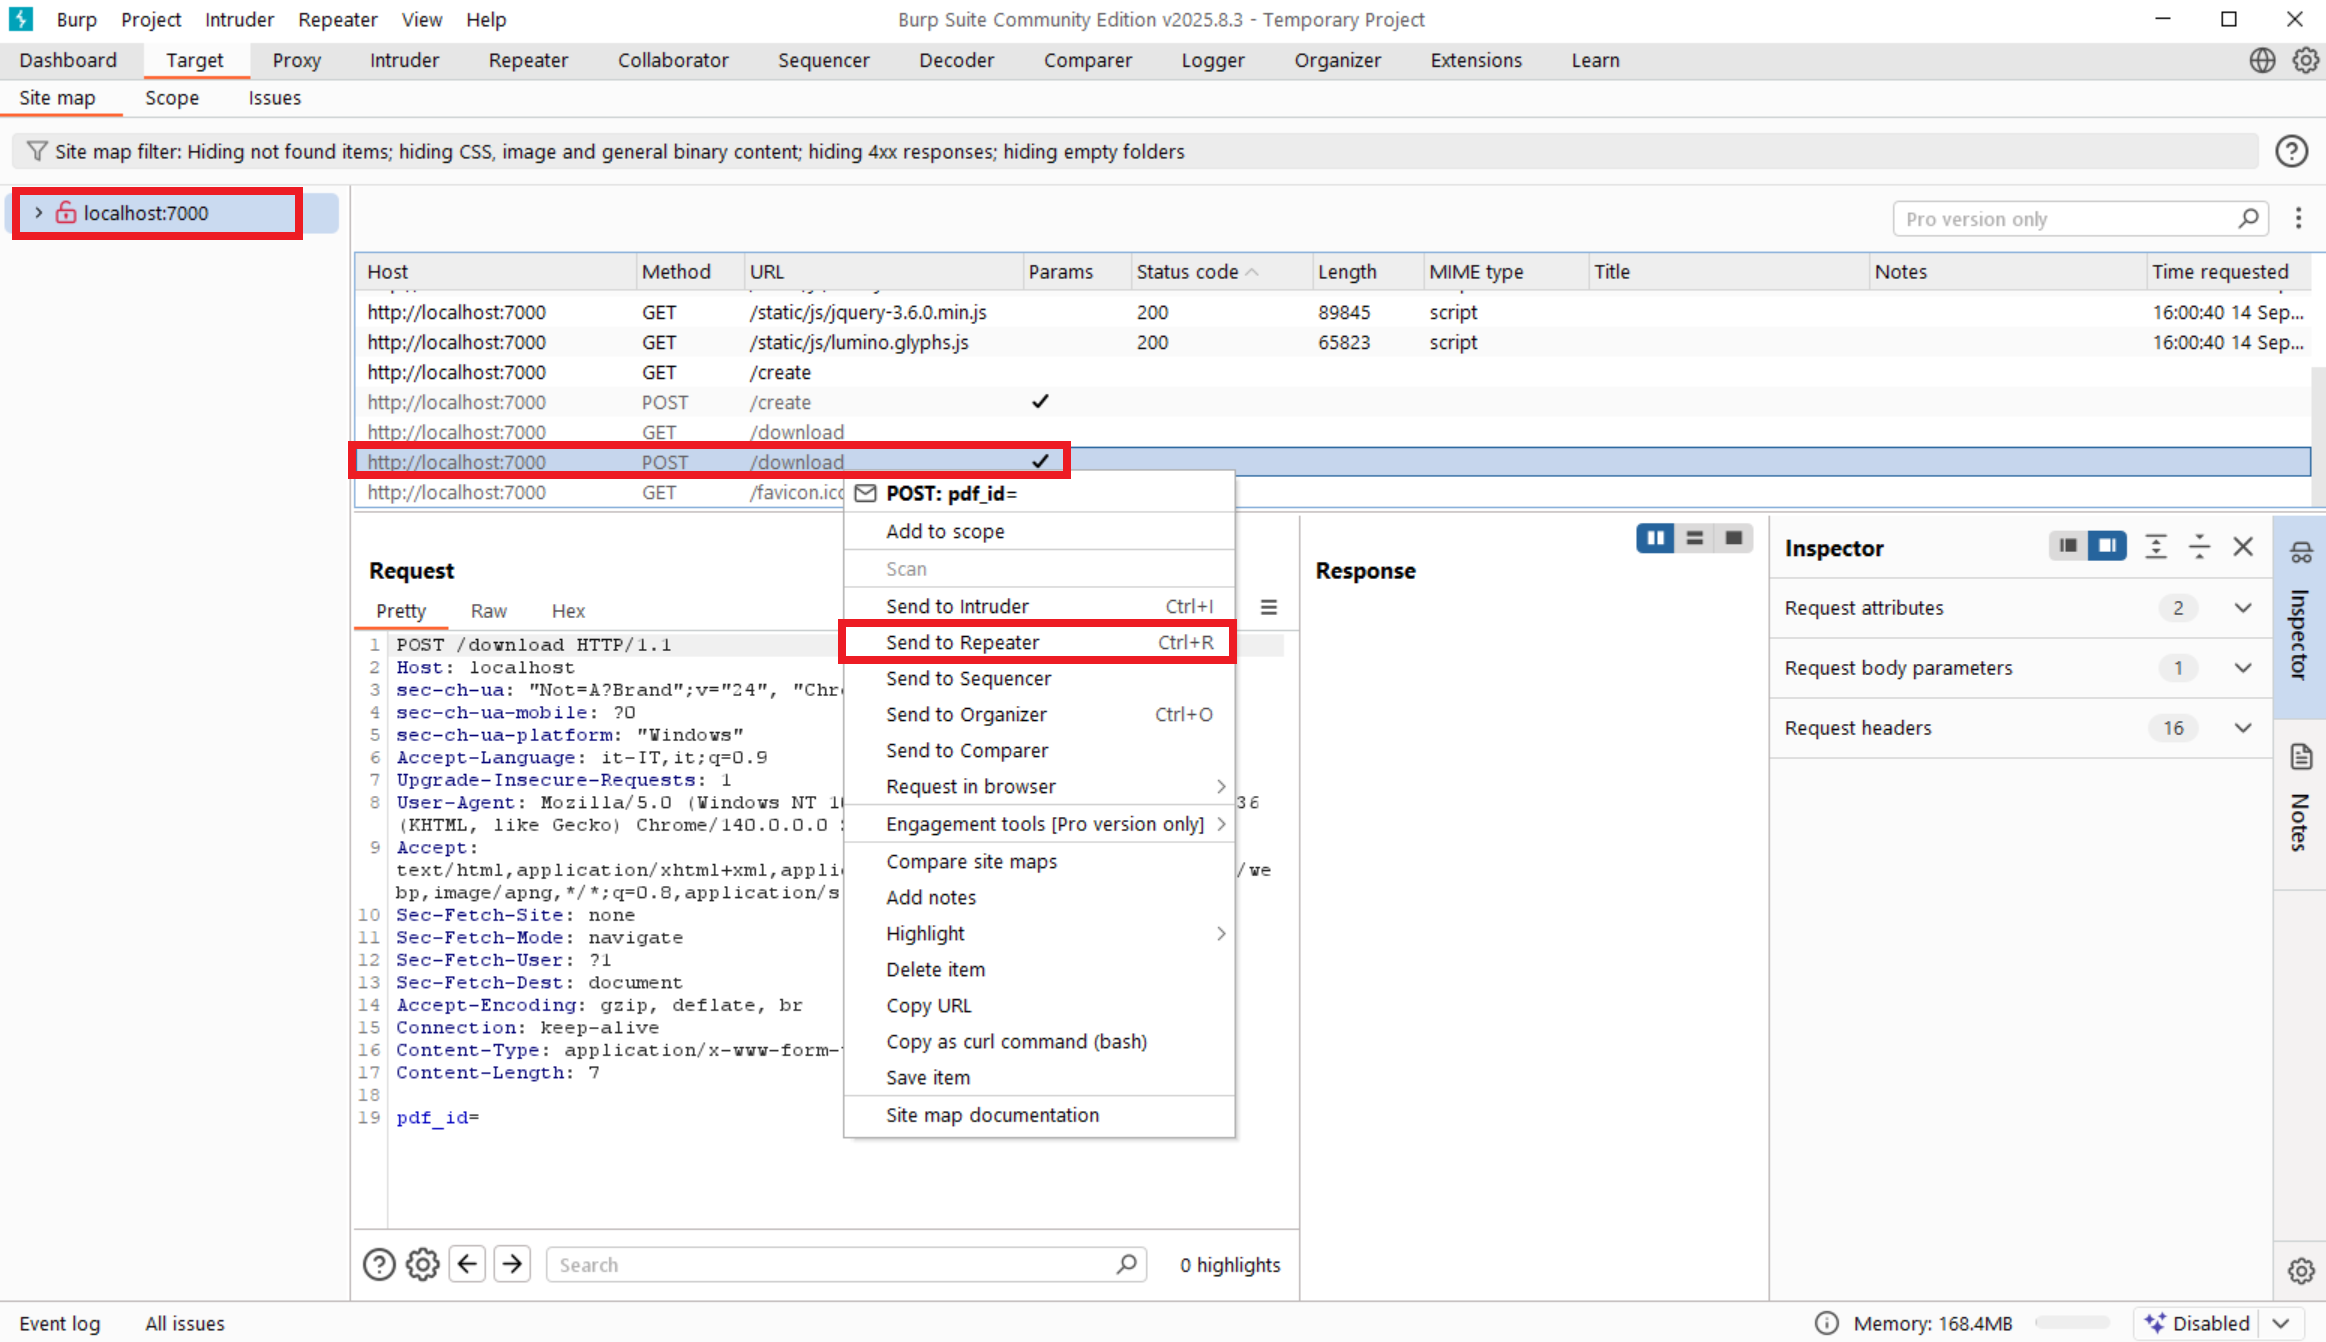 Burp Project Intruder Repeater View Help Burp Suite Community Edition v2025.8.3 - Temporary Project
Dashboard Target Proxy Intruder Repeater Collaborator Sequencer Decoder Comparer Logger Organizer Extensions Learn
Site map Scope Issues
Site map filter: Hiding not found items; hiding CSS, image and general binary content; hiding 4xx responses; hiding empty folders
localhost:7000
Pro version only
Host Method URL Params Status code Length MIME type Title Notes Time requested
http://localhost:7000 GET /static/js/jquery-3.6.0.min.js 200 89845 script 16:00:40 14 Sep...
http://localhost:7000 GET /static/js/lumino.glyphs.js 200 65823 script 16:00:40 14 Sep...
http://localhost:7000 GET /create
http://localhost:7000 POST /create ✓
http://localhost:7000 GET /download
http://localhost:7000 POST /download ✓
http://localhost:7000 GET /favicon.ico
POST: pdf_id=
Add to scope
Scan
Send to Intruder Ctrl+I
Send to Repeater Ctrl+R
Send to Sequencer
Send to Organizer Ctrl+O
Send to Comparer
Request in browser
Engagement tools [Pro version only]
Compare site maps
Add notes
Highlight
Delete item
Copy URL
Copy as curl command (bash)
Save item
Site map documentation
Request
Pretty Raw Hex
1 POST /download HTTP/1.1
2 Host: localhost
3 sec-ch-ua: "Not=A?Brand";v="24", "Chr
4 sec-ch-ua-mobile: ?0
5 sec-ch-ua-platform: "Windows"
6 Accept-Language: it-IT,it;q=0.9
7 Upgrade-Insecure-Requests: 1
8 User-Agent: Mozilla/5.0 (Windows NT 10 36
(KHTML, like Gecko) Chrome/140.0.0.0
9 Accept:
text/html,application/xhtml+xml,appli /we
bp,image/apng,*/*;q=0.8,application/s
10 Sec-Fetch-Site: none
11 Sec-Fetch-Mode: navigate
12 Sec-Fetch-User: ?1
13 Sec-Fetch-Dest: document
14 Accept-Encoding: gzip, deflate, br
15 Connection: keep-alive
16 Content-Type: application/x-www-form-
17 Content-Length: 7
18
19 pdf_id=
Search 0 highlights
Response
Inspector
Request attributes 2
Request body parameters 1
Request headers 16
Inspector
Notes
Event log All issues Memory: 168.4MB Disabled